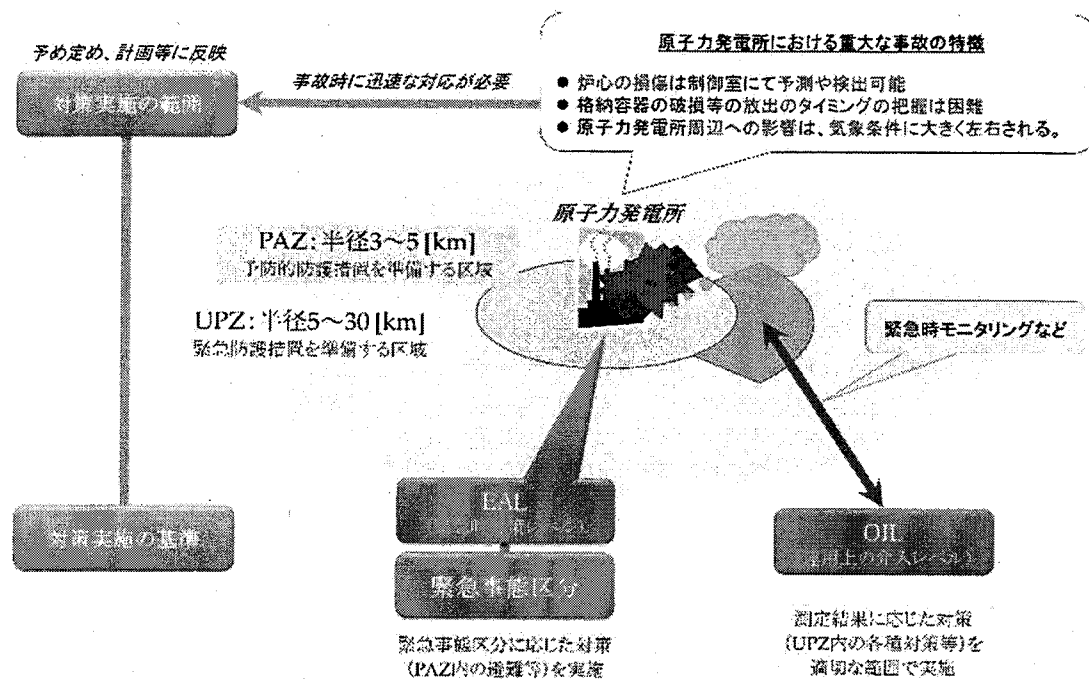 予め定め、計画等に反映
対策実施の範囲
事故時に迅速な対応が必要
原子力発電所における重大な事故の特徴
● 炉心の損傷は制御室にて予測や検出可能
● 格納容器の破損等の放出のタイミングの把握は困難
● 原子力発電所周辺への影響は、気象条件に大きく左右される。
原子力発電所
PAZ:半径3～5[km]
予防的防護措置を準備する区域
UPZ:半径5～30[km]
緊急防護措置を準備する区域
緊急時モニタリングなど
対策実施の基準
EAL
緊急事態区分
緊急事態区分に応じた対策
(PAZ内の避難等)を実施
OIL
(運用上の介入レベル)
測定結果に応じた対策
(UPZ内の各種対策等)を
適切な範囲で実施